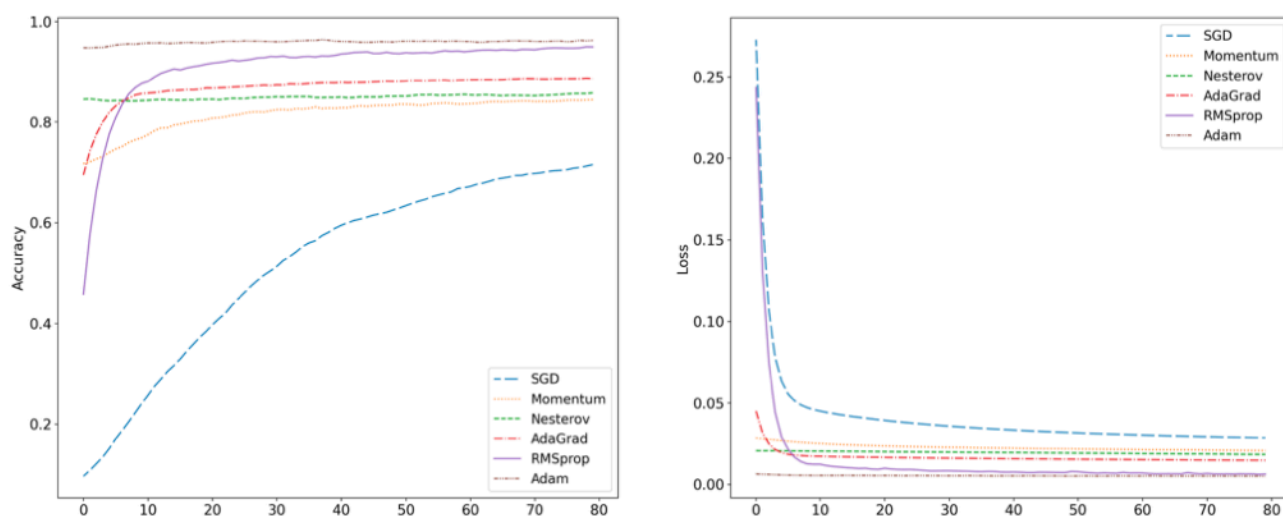 1.0
0.8
0.6
0.4
0.2
Accuracy
0 10 20 30 40 50 60 70 80
SGD
Momentum
Nesterov
AdaGrad
RMSprop
Adam
0.25
0.20
0.15
0.10
0.05
0.00
Loss
0 10 20 30 40 50 60 70 80
SGD
Momentum
Nesterov
AdaGrad
RMSprop
Adam